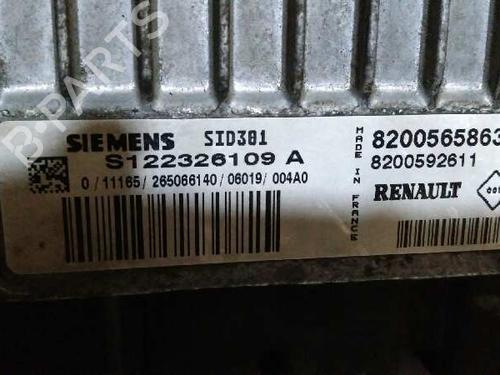 B-PARTS
SIEMENS SID301
S122326109 A
0/11165/265066140/06019/004A0
MADE IN FRANCE
8200565863
8200592611
RENAULT